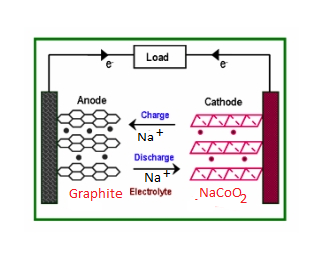 Load
e-
e-
Anode
Cathode
Charge
Na +
Discharge
Na+
Graphite
Electrolyte
NaCoO2